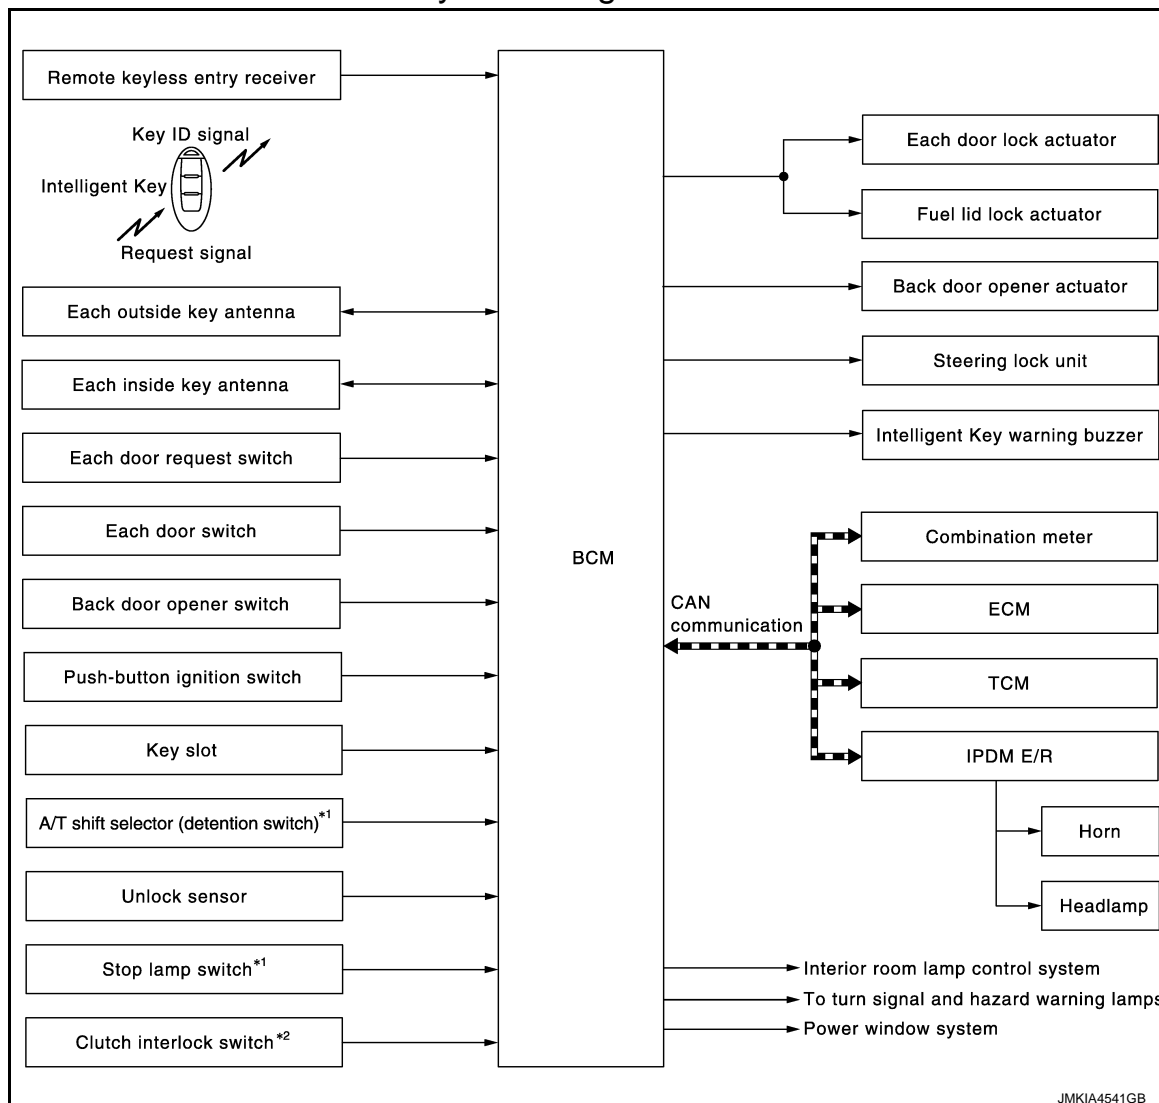 Remote keyless entry receiver
Key ID signal
Intelligent Key
Request signal
Each outside key antenna
Each inside key antenna
Each door request switch
Each door switch
Back door opener switch
Push-button ignition switch
Key slot
A/T shift selector (detention switch)*1
Unlock sensor
Stop lamp switch*1
Clutch interlock switch*2
BCM
Each door lock actuator
Fuel lid lock actuator
Back door opener actuator
Steering lock unit
Intelligent Key warning buzzer
CAN
communication
Combination meter
ECM
TCM
IPDM E/R
Horn
Headlamp
Interior room lamp control system
To turn signal and hazard warning lamps
Power window system
JMKIA4541GB